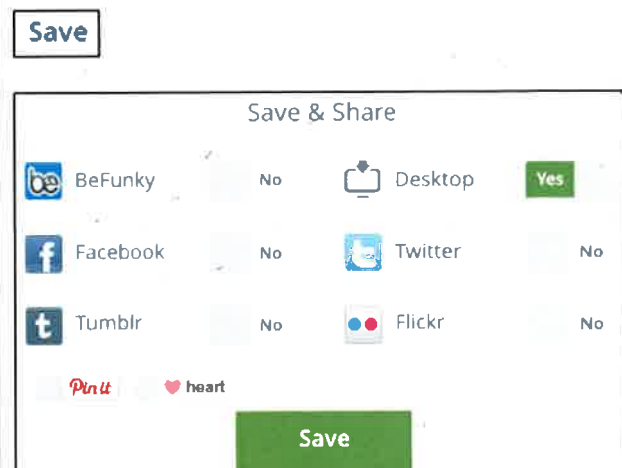 Save
Save & Share
be BeFunky No Desktop Yes
f Facebook No t Twitter No
t Tumblr No Flickr No
Pin it heart
Save